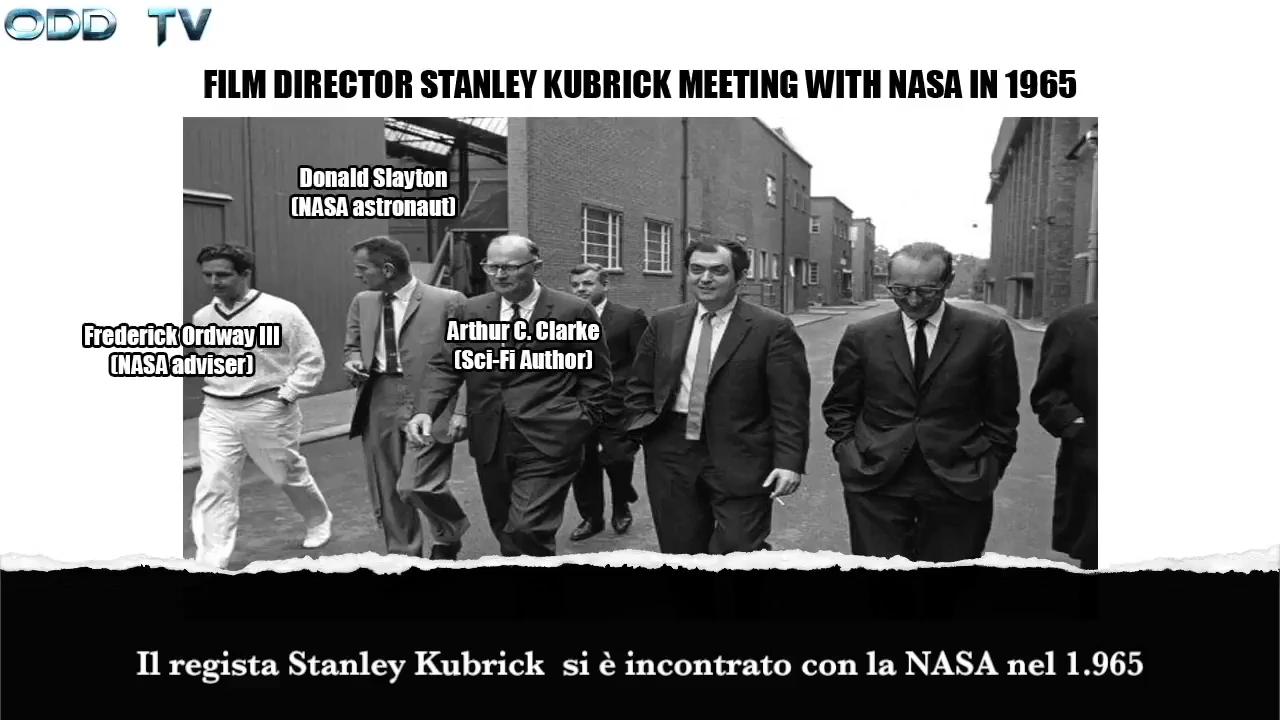 ODD TV
FILM DIRECTOR STANLEY KUBRICK MEETING WITH NASA IN 1965
Donald Slayton
(NASA astronaut)
Frederick Ordway III
(NASA adviser)
Arthur C. Clarke
(Sci-Fi Author)
Il regista Stanley Kubrick si è incontrato con la NASA nel 1.965